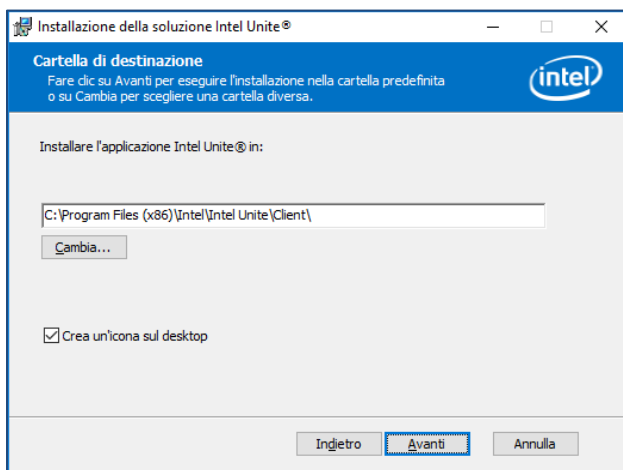 Installazione della soluzione Intel Unite®
Cartella di destinazione
Fare clic su Avanti per eseguire l'installazione nella cartella predefinita
o su Cambia per scegliere una cartella diversa.
intel
Installare l'applicazione Intel Unite® in:
C:\Program Files (x86)\Intel\Intel Unite\Client\
Cambia...
Crea un'icona sul desktop
Indietro
Avanti
Annulla